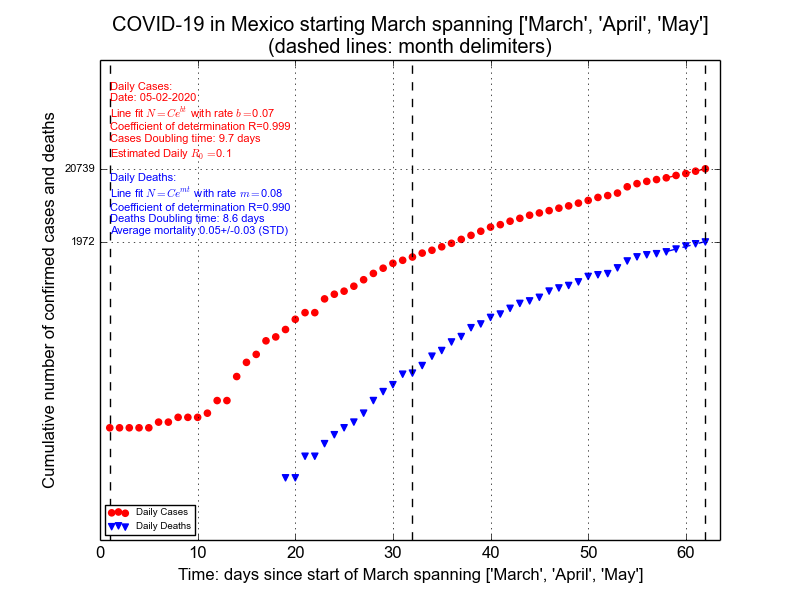 COVID-19 in Mexico starting March spanning ['March', 'April', 'May']
(dashed lines: month delimiters)
Daily Cases:
Date: 05-02-2020
Line fit N=Ce^{bt} with rate b=0.07
Coefficient of determination R=0.999
Cases Doubling time: 9.7 days
Estimated Daily R_0=0.1
Daily Deaths:
Line fit N=Ce^{mt} with rate m=0.08
Coefficient of determination R=0.990
Deaths Doubling time: 8.6 days
Average mortality 0.05+/-0.03 (STD)
20739
1972
Cumulative number of confirmed cases and deaths
Daily Cases
Daily Deaths
0 10 20 30 40 50 60
Time: days since start of March spanning ['March', 'April', 'May']